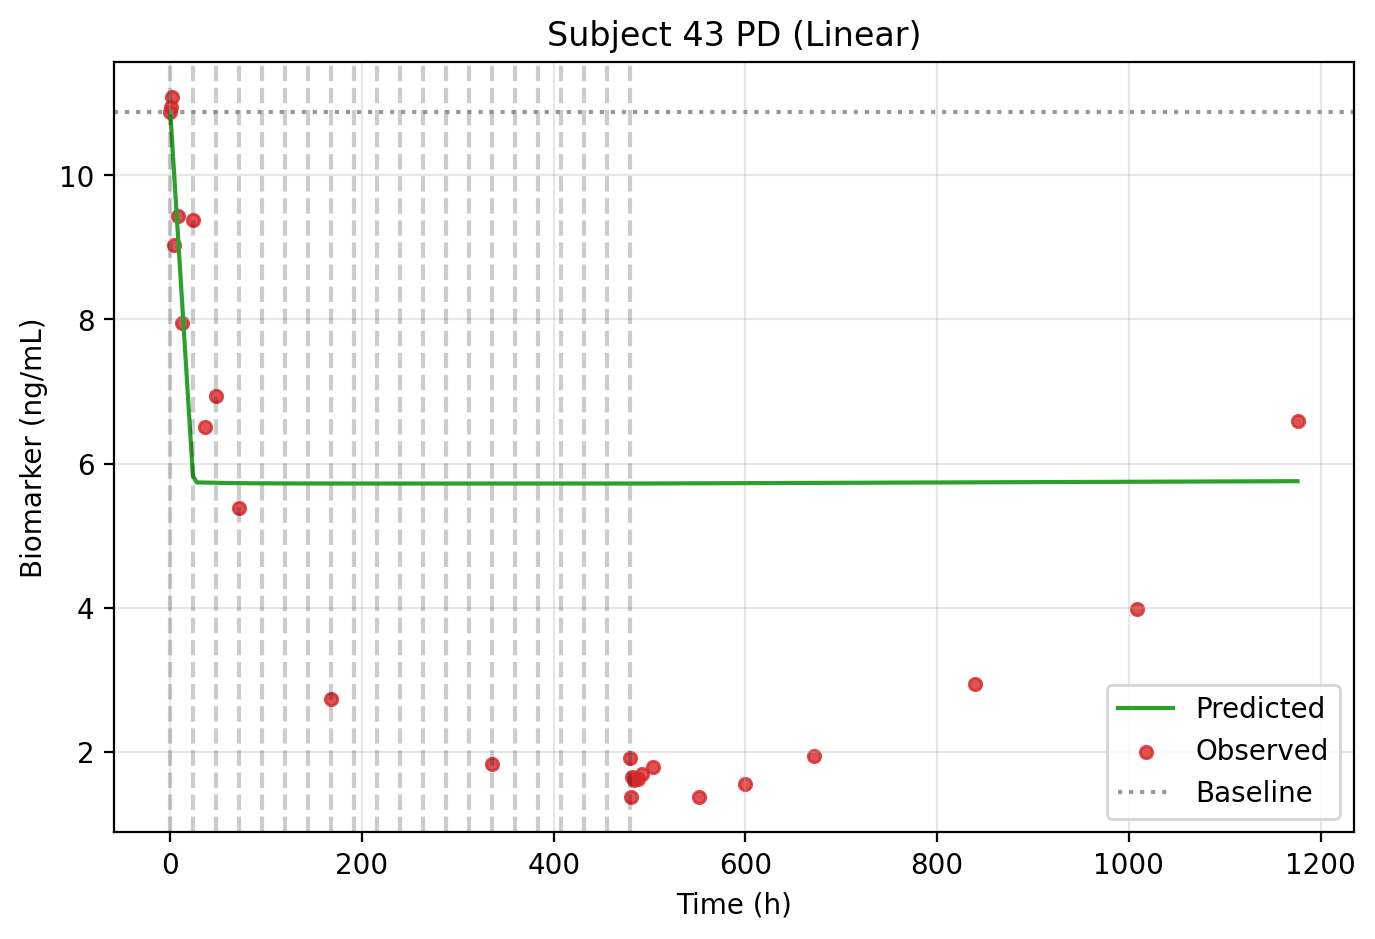 Subject 43 PD (Linear)
Biomarker (ng/mL)
10
8
6
4
2
0
200
400
600
800
1000
1200
Time (h)
Predicted
Observed
Baseline